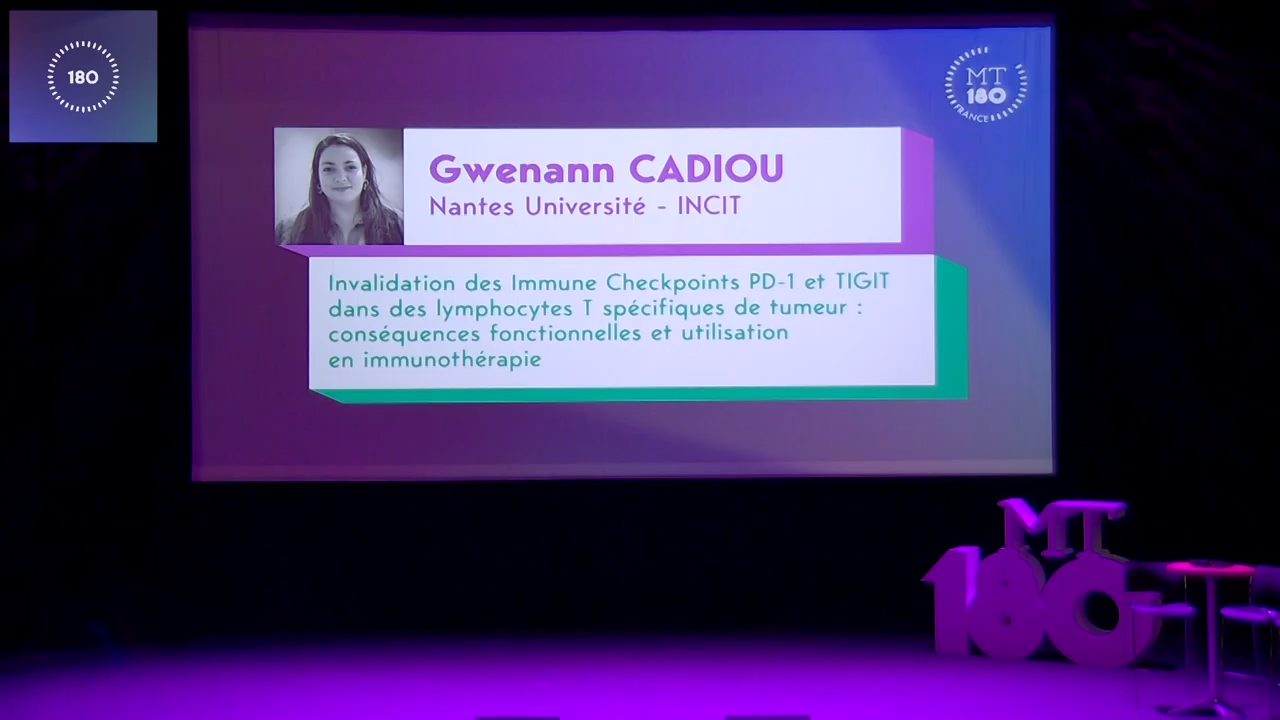 180
MT
180
FRANCE
Gwenann CADIOU
Nantes Université - INCIT
Invalidation des Immune Checkpoints PD-1 et TIGIT
dans des lymphocytes T spécifiques de tumeur :
conséquences fonctionnelles et utilisation
en immunothérapie
MT
180